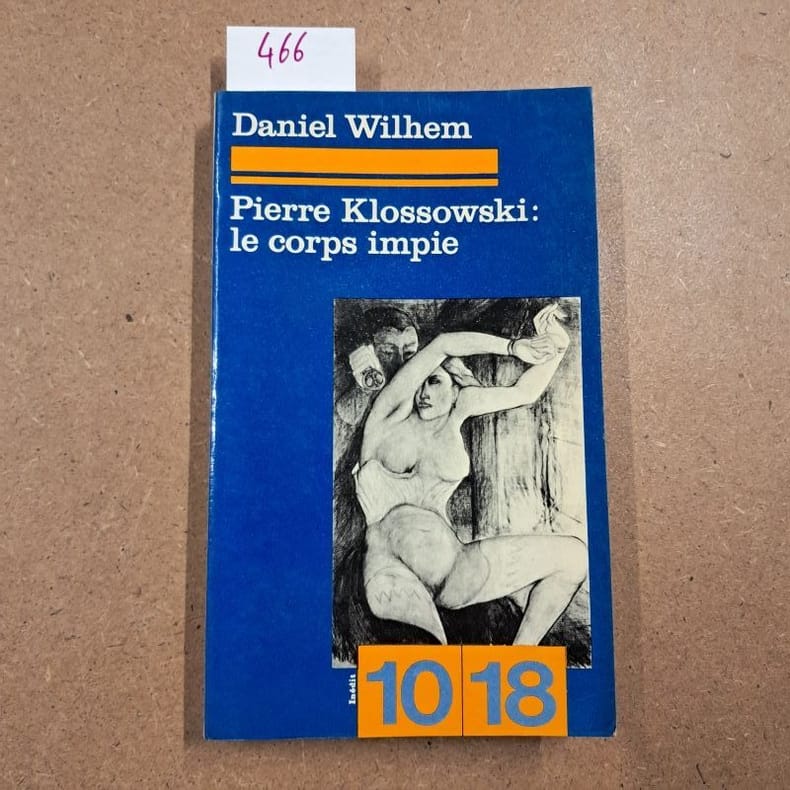 466
Daniel Wilhem
Pierre Klossowski:
le corps impie
Inédit
10 18